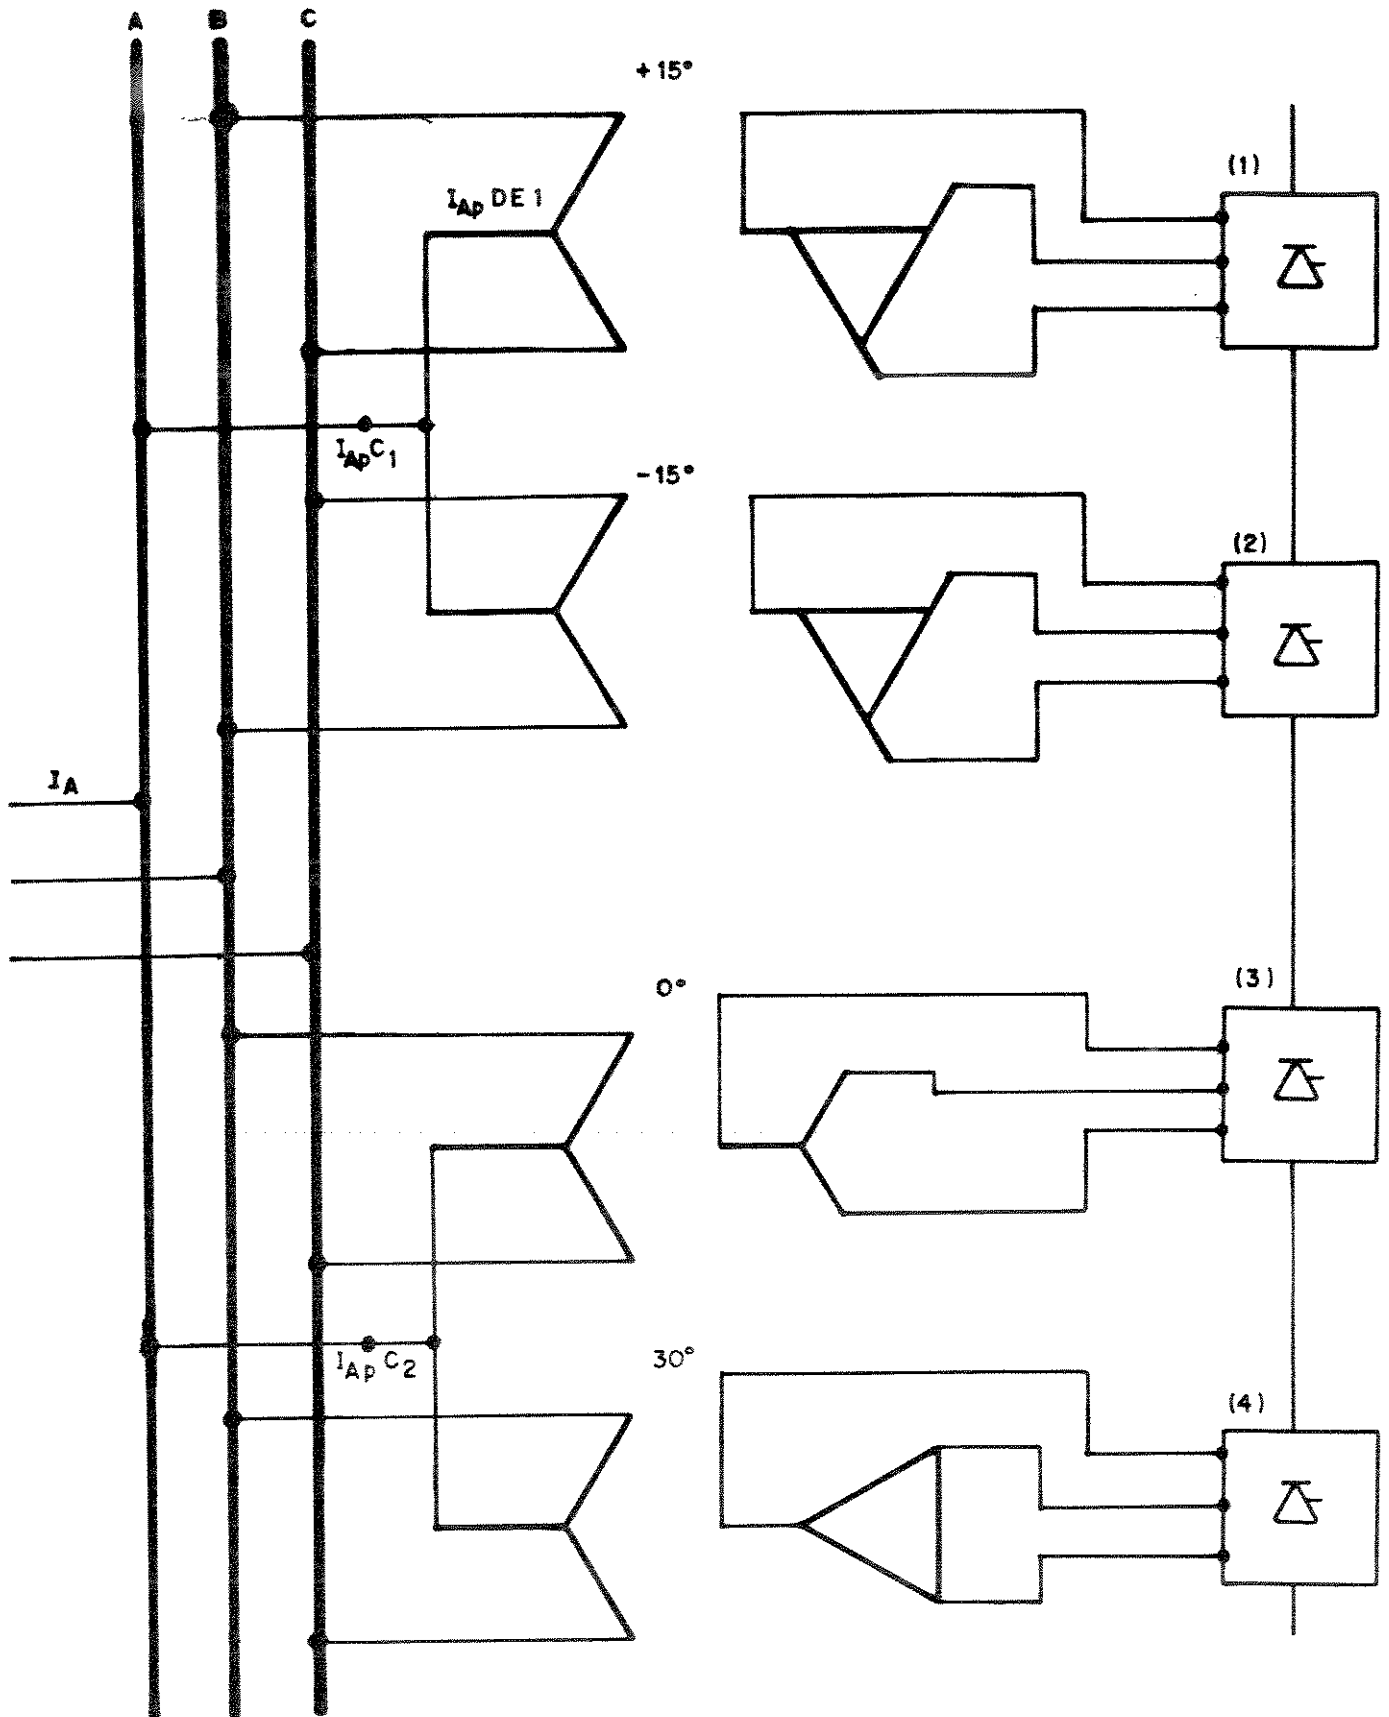 A B C
+15°
(1)
I_Ap DE 1
I_Ap C_1
-15°
(2)
I_A
0°
(3)
I_Ap C_2
30°
(4)